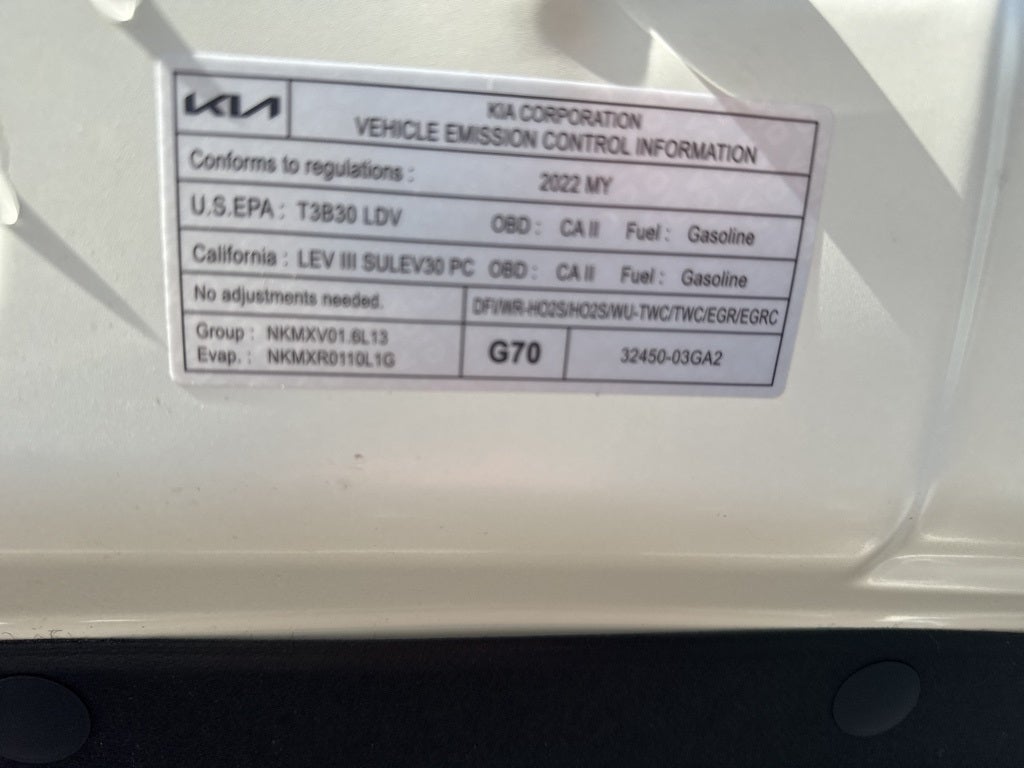 KIA
KIA CORPORATION
VEHICLE EMISSION CONTROL INFORMATION
Conforms to regulations : 2022 MY
U.S.EPA : T3B30 LDV OBD : CA II Fuel : Gasoline
California : LEV III SULEV30 PC OBD : CA II Fuel : Gasoline
No adjustments needed. DFI/WR-HO2S/HO2S/WU-TWC/TWC/EGR/EGRC
Group : NKMXV01.6L13
Evap. : NKMXR0110L1G
G70 32450-03GA2